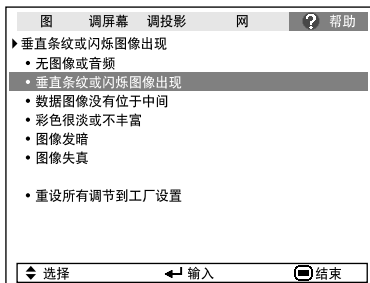 图 调屏幕 调投影 网 ? 帮助
垂直条纹或闪烁图像出现
• 无图像或音频
• 垂直条纹或闪烁图像出现
• 数据图像没有位于中间
• 彩色很淡或不丰富
• 图像发暗
• 图像失真
• 重设所有调节到工厂设置
选择 输入 结束